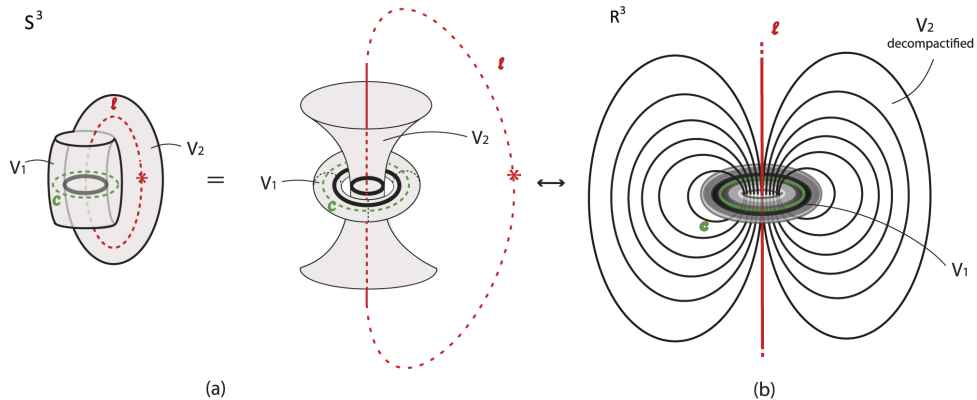 S³
ℓ
V₁
V₂
c
=
ℓ
V₂
V₁
c
*
↔
(a)
R³
ℓ
V₂
decompactified
c
V₁
(b)